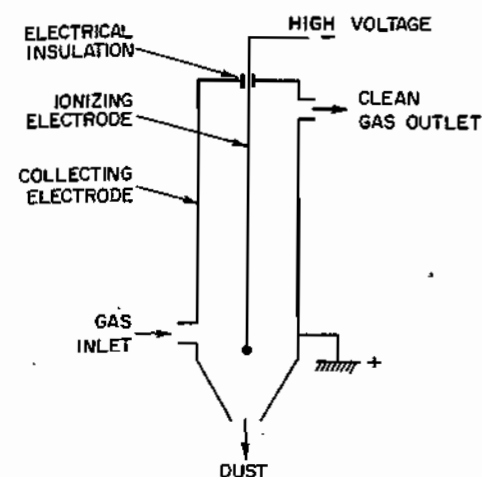 ELECTRICAL
INSULATION
HIGH VOLTAGE
IONIZING
ELECTRODE
CLEAN
GAS OUTLET
COLLECTING
ELECTRODE
GAS
INLET
+
DUST